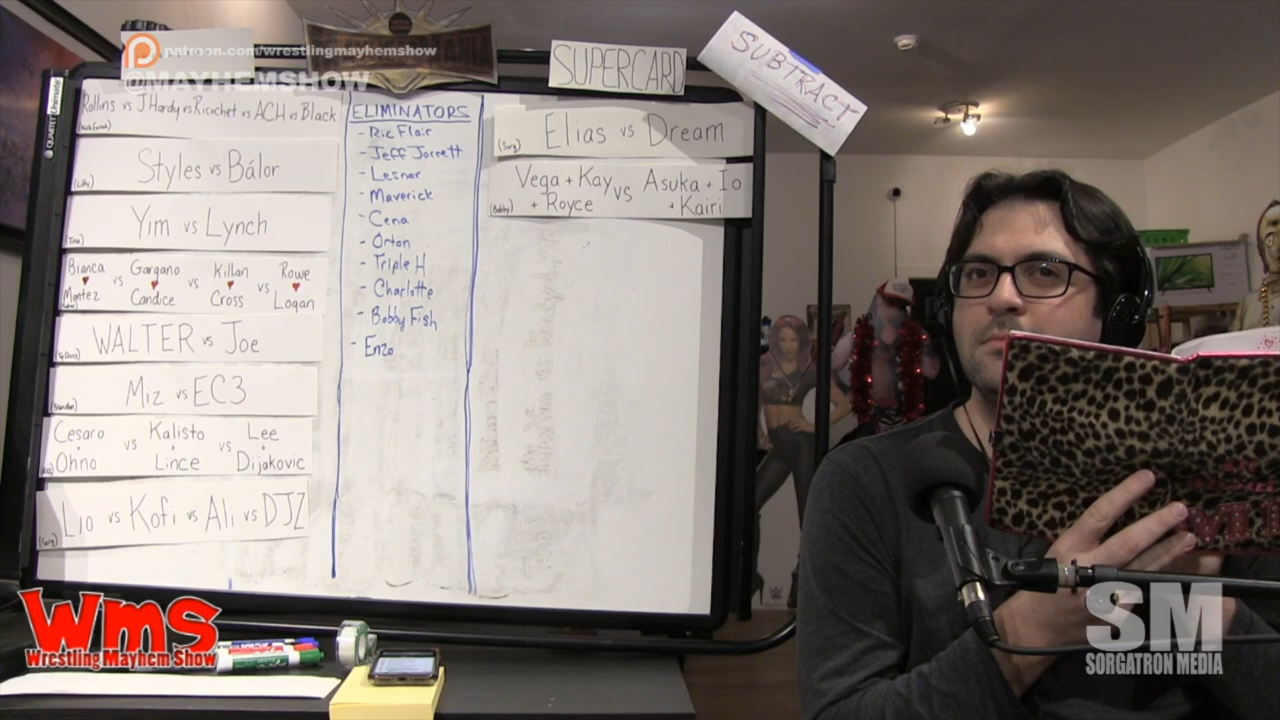 patreon.com/wrestlingmayhemshow
@MAYHEMSHOW
SUPERCARD
SUBTRACT
QUARTET
Rollins vs J Hardy vs Ricochet vs ACH vs Black
Styles vs Bálor
Yim vs Lynch
Bianca ♥ Montez vs Gargano ♥ Candice vs Killan ♥ Cross vs Rowe ♥ Logan
WALTER vs Joe
Miz vs EC3
(Brandon)
Cesaro + Ohno vs Kalisto + Lince vs Lee + Dijakovic
Lio vs Kofi vs Ali vs DJZ
ELIMINATORS
- Ric Flair
- Jeff Jarrett
- Lesnar
- Maverick
- Cena
- Orton
- Triple H
- Charlotte
- Bobby Fish
- Enzo
Elias vs Dream
(Sorg)
Vega + Kay + Royce vs Asuka + Io + Kairi
(Bobby)
WMS
Wrestling Mayhem Show
SM
SORGATRON MEDIA